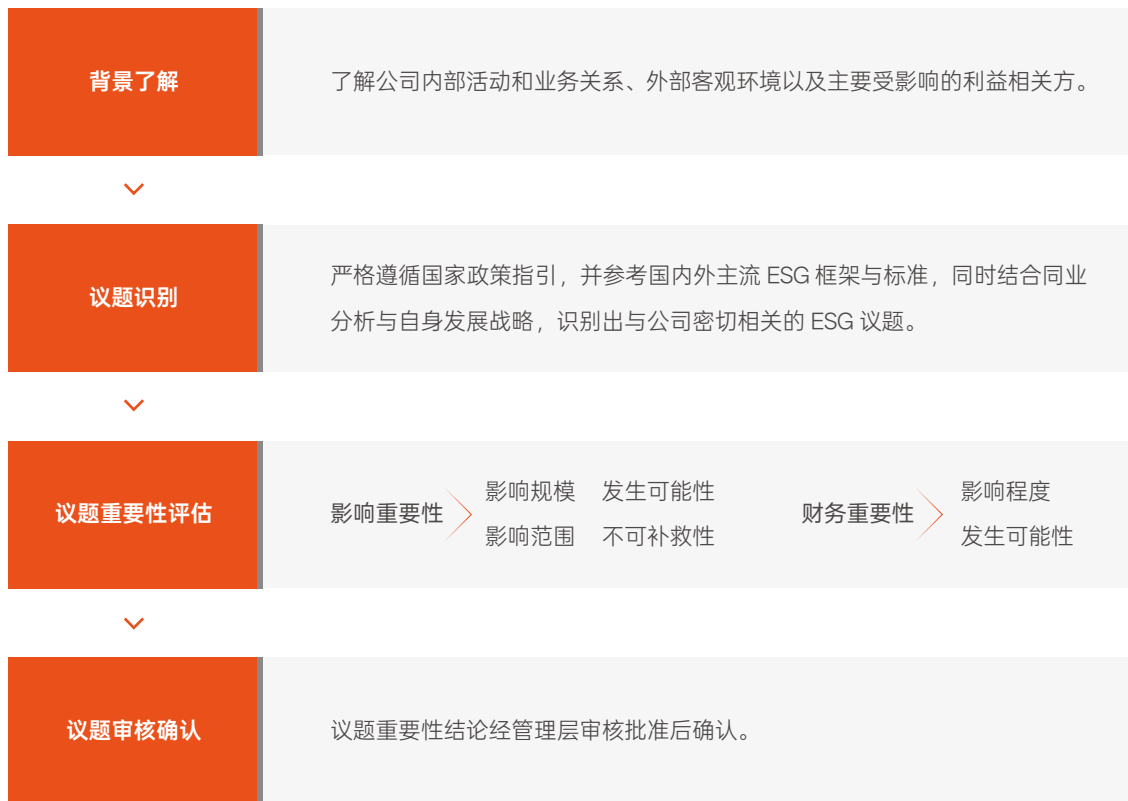 背景了解
了解公司内部活动和业务关系、外部客观环境以及主要受影响的利益相关方。
议题识别
严格遵循国家政策指引，并参考国内外主流 ESG 框架与标准，同时结合同业
分析与自身发展战略，识别出与公司密切相关的 ESG 议题。
议题重要性评估
影响重要性
影响规模 发生可能性
影响范围 不可补救性
财务重要性
影响程度
发生可能性
议题审核确认
议题重要性结论经管理层审核批准后确认。